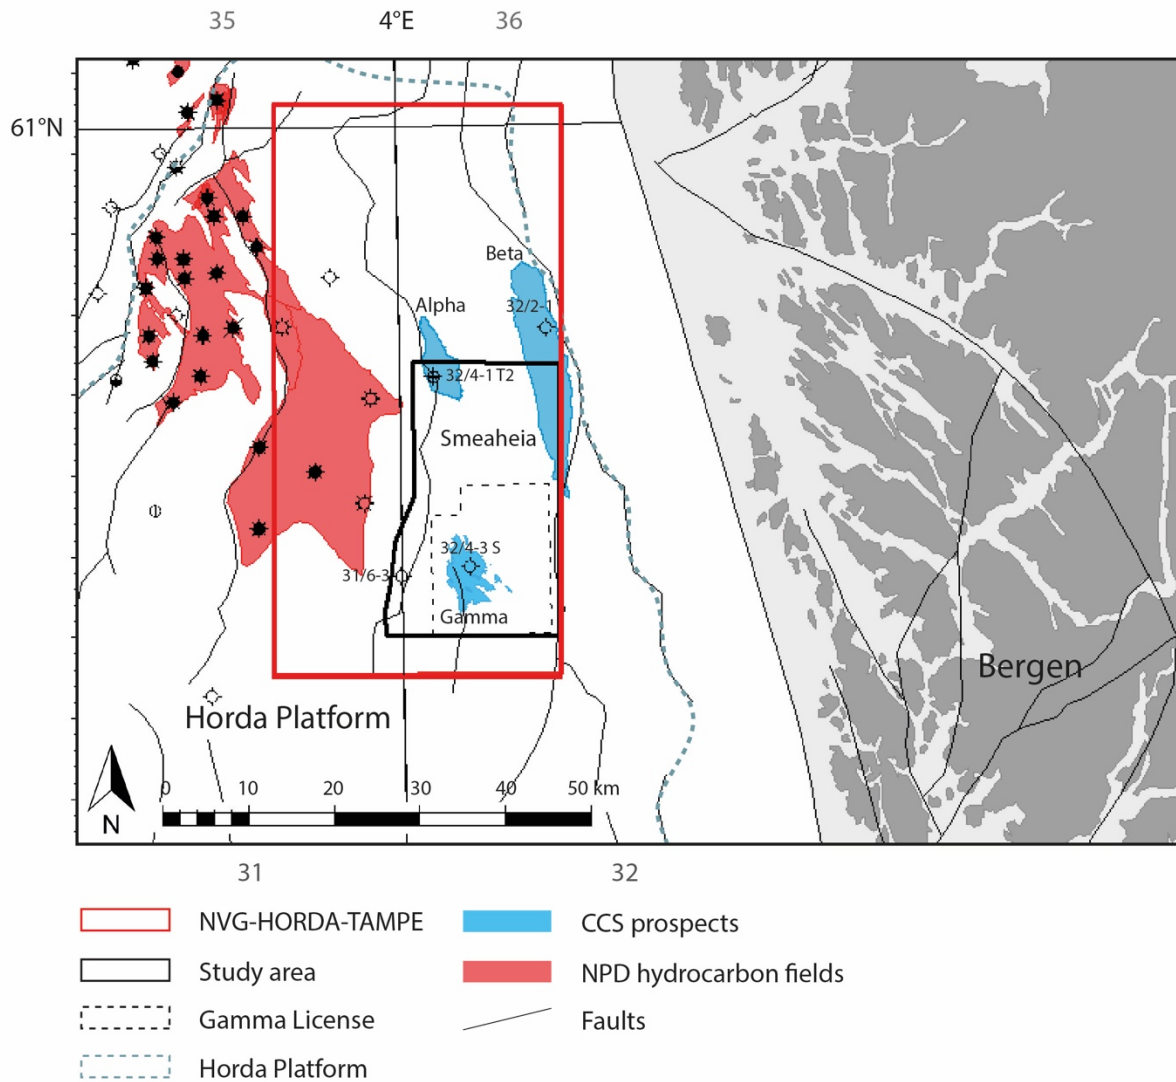 35 4°E 36
61°N
Beta
32/2-1
Alpha
32/4-1 T2
Smeaheia
32/4-3 S
31/6-3
Gamma
Bergen
Horda Platform
0 10 20 30 40 50 km
N
31 32
NVG-HORDA-TAMPE
CCS prospects
Study area
NPD hydrocarbon fields
Gamma License
Faults
Horda Platform